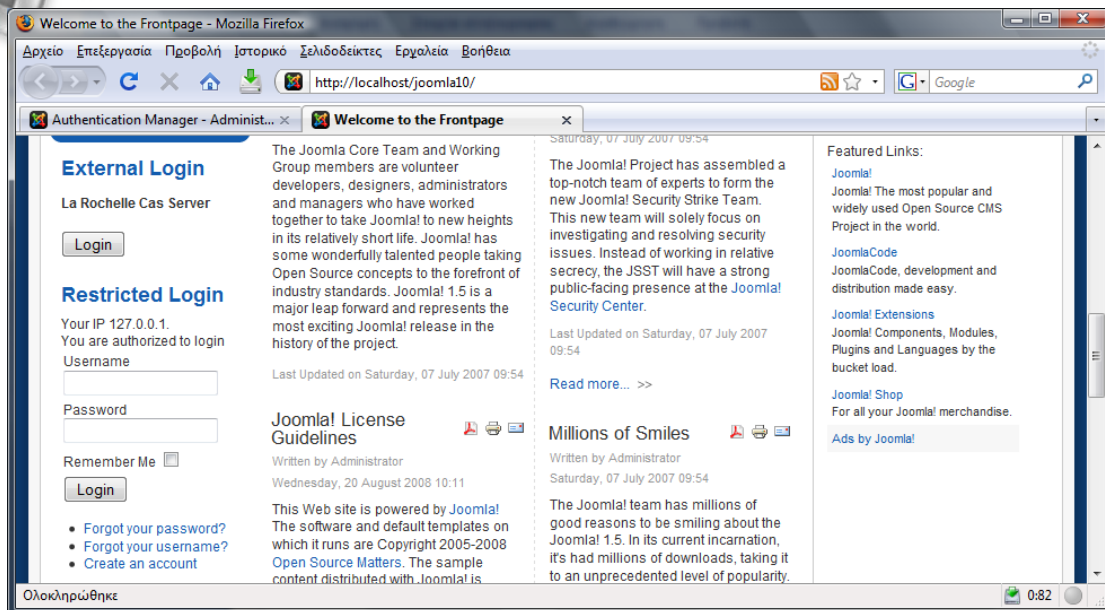 Welcome to the Frontpage - Mozilla Firefox
Αρχείο Επεξεργασία Προβολή Ιστορικό Σελιδοδείκτες Εργαλεία Βοήθεια
http://localhost/joomla10/
Google
Authentication Manager - Administ...
Welcome to the Frontpage
External Login
La Rochelle Cas Server
Login
Restricted Login
Your IP 127.0.0.1.
You are authorized to login
Username
Password
Remember Me
Login
Forgot your password?
Forgot your username?
Create an account
The Joomla Core Team and Working
Group members are volunteer
developers, designers, administrators
and managers who have worked
together to take Joomla! to new heights
in its relatively short life. Joomla! has
some wonderfully talented people taking
Open Source concepts to the forefront of
industry standards. Joomla! 1.5 is a
major leap forward and represents the
most exciting Joomla! release in the
history of the project.
Last Updated on Saturday, 07 July 2007 09:54
Joomla! License
Guidelines
Written by Administrator
Wednesday, 20 August 2008 10:11
This Web site is powered by Joomla!
The software and default templates on
which it runs are Copyright 2005-2008
Open Source Matters. The sample
content distributed with Joomla! is
Saturday, 07 July 2007 09:54
The Joomla! Project has assembled a
top-notch team of experts to form the
new Joomla! Security Strike Team.
This new team will solely focus on
investigating and resolving security
issues. Instead of working in relative
secrecy, the JSST will have a strong
public-facing presence at the Joomla!
Security Center.
Last Updated on Saturday, 07 July 2007
09:54
Read more... >>
Millions of Smiles
Written by Administrator
Saturday, 07 July 2007 09:54
The Joomla! team has millions of
good reasons to be smiling about the
Joomla! 1.5. In its current incarnation,
it's had millions of downloads, taking it
to an unprecedented level of popularity.
Featured Links:
Joomla!
Joomla! The most popular and
widely used Open Source CMS
Project in the world.
JoomlaCode
JoomlaCode, development and
distribution made easy.
Joomla! Extensions
Joomla! Components, Modules,
Plugins and Languages by the
bucket load.
Joomla! Shop
For all your Joomla! merchandise.
Ads by Joomla!
Ολοκληρώθηκε
0:82